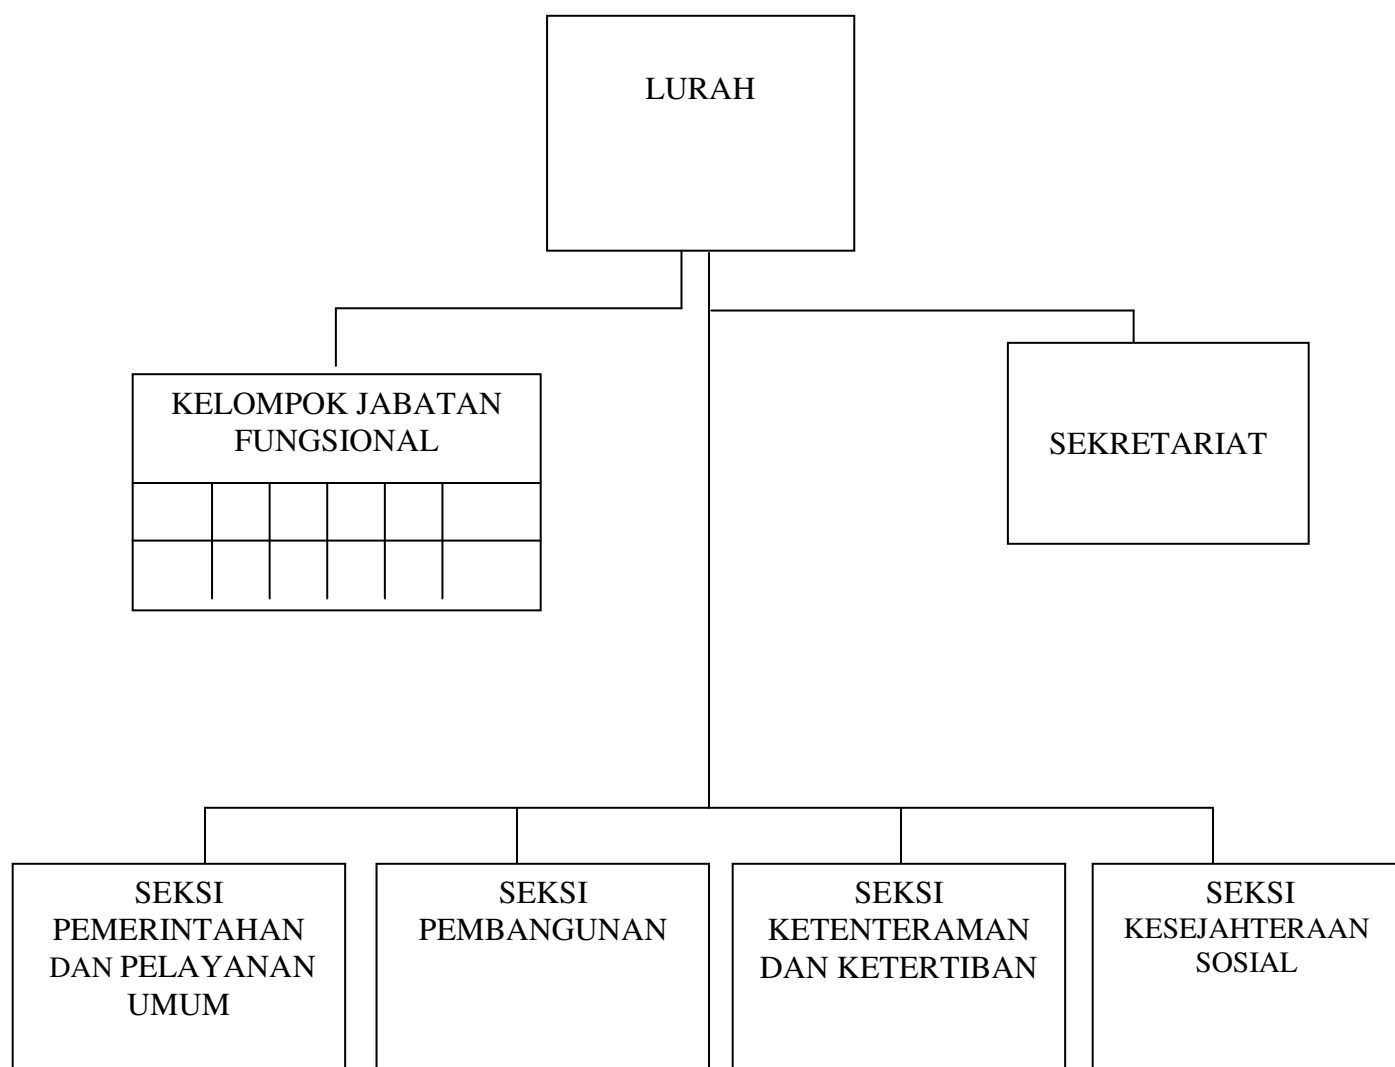 LURAH
KELOMPOK JABATAN
FUNGSIONAL
SEKRETARIAT
SEKSI
PEMERINTAHAN
DAN PELAYANAN
UMUM
SEKSI
PEMBANGUNAN
SEKSI
KETENTERAMAN
DAN KETERTIBAN
SEKSI
KESEJAHTERAAN
SOSIAL